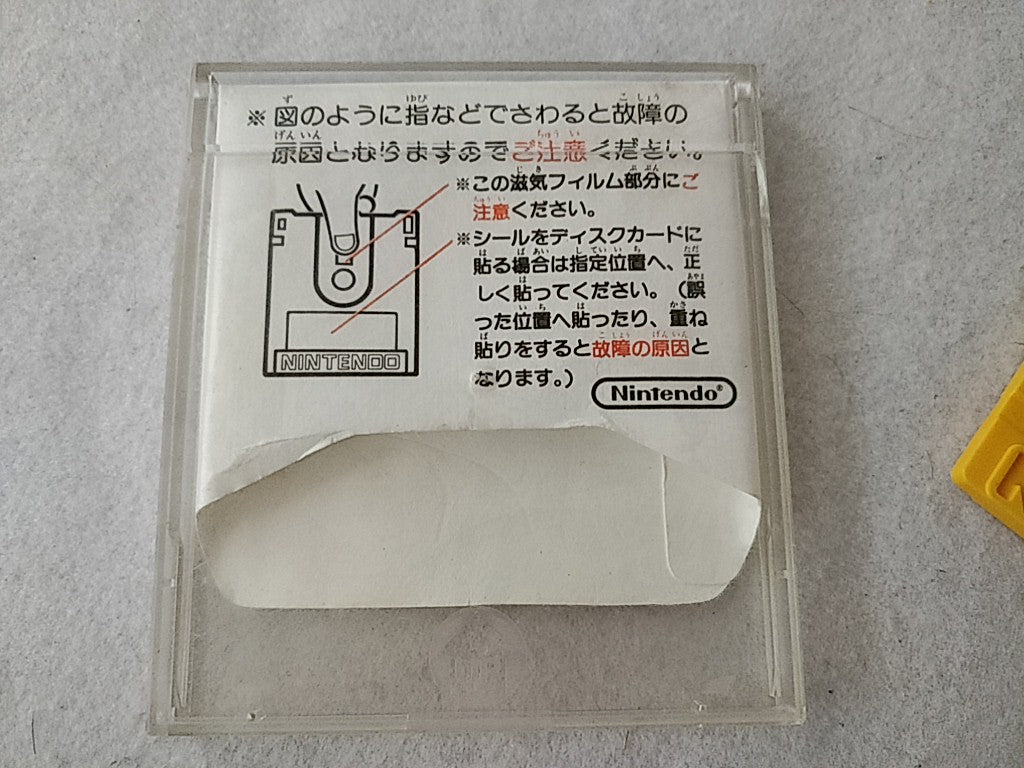 ※図のように指などでさわると故障の
原因となりますのでご注意ください。
※この滋気フィルム部分にご
注意ください。
※シールをディスクカードに
貼る場合は指定位置へ、正
しく貼ってください。（誤
った位置へ貼ったり、重ね
貼りをすると故障の原因と
なります。）
NINTENDO
Nintendo®